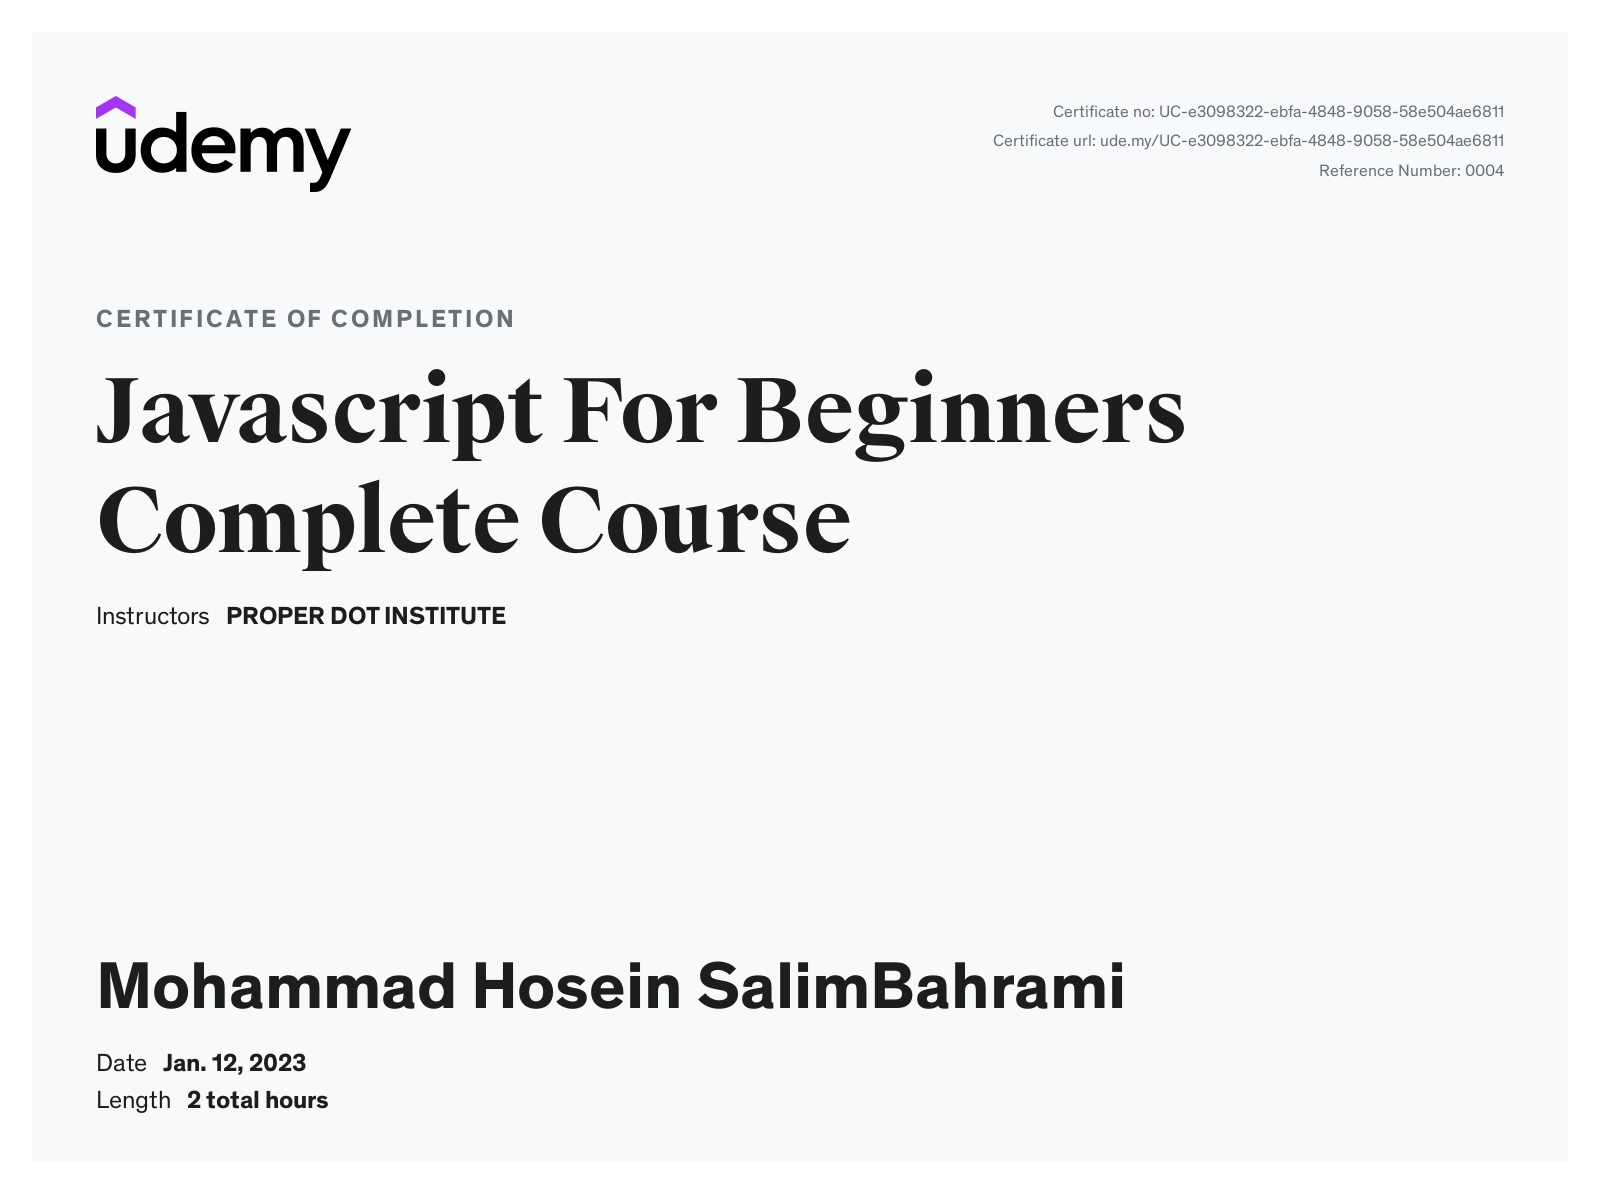 udemy
Certificate no: UC-e3098322-ebfa-4848-9058-58e504ae6811
Certificate url: ude.my/UC-e3098322-ebfa-4848-9058-58e504ae6811
Reference Number: 0004
CERTIFICATE OF COMPLETION
Javascript For Beginners
Complete Course
Instructors PROPER DOT INSTITUTE
Mohammad Hosein SalimBahrami
Date Jan. 12, 2023
Length 2 total hours